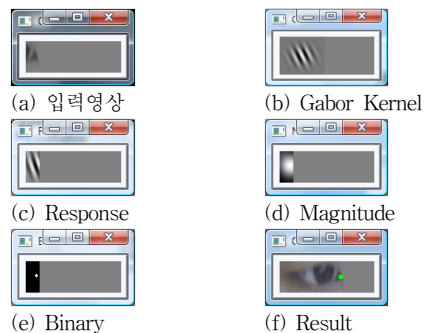 (a) 입력영상
(b) Gabor Kernel
(c) Response
(d) Magnitude
(e) Binary
(f) Result